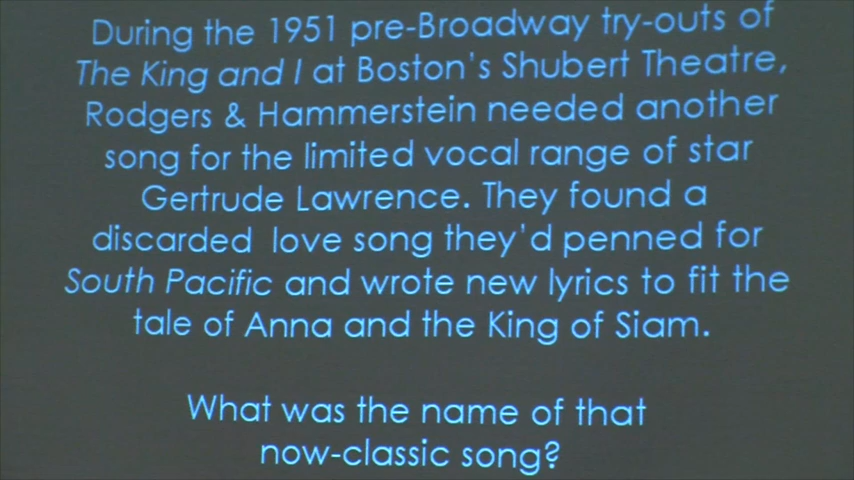 During the 1951 pre-Broadway try-outs of
The King and I at Boston's Shubert Theatre,
Rodgers & Hammerstein needed another
song for the limited vocal range of star
Gertrude Lawrence. They found a
discarded love song they'd penned for
South Pacific and wrote new lyrics to fit the
tale of Anna and the King of Siam.
What was the name of that
now-classic song?